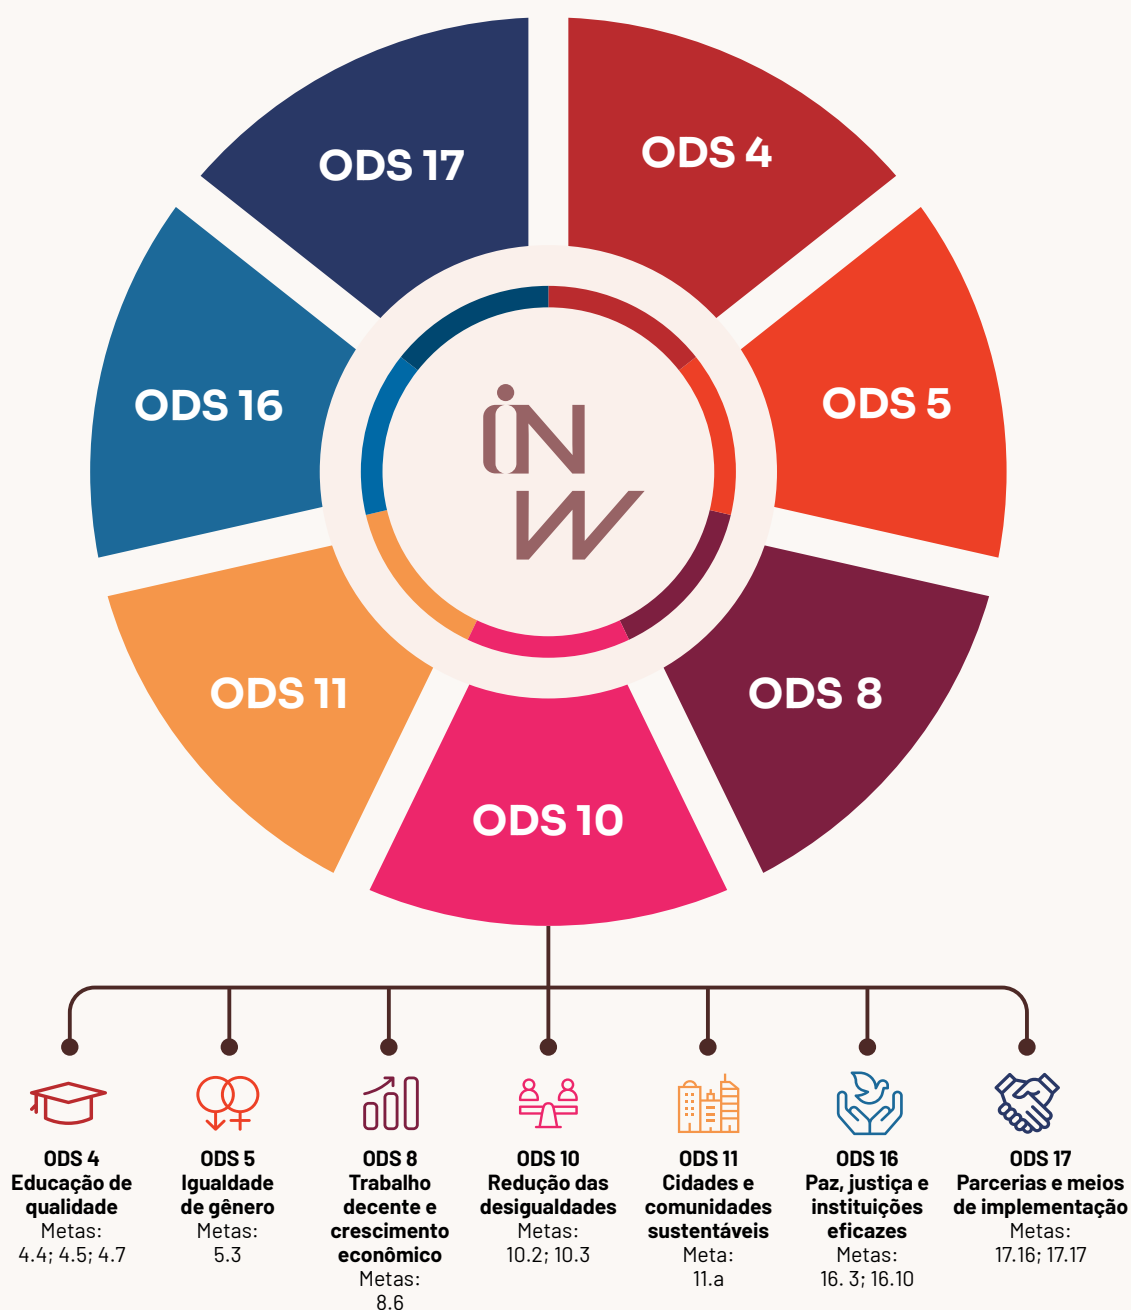 ODS 17
ODS 4
ODS 16
ODS 5
iN
W
ODS 11
ODS 8
ODS 10
ODS 4
Educação de
qualidade
Metas:
4.4; 4.5; 4.7
ODS 5
Igualdade
de gênero
Metas:
5.3
ODS 8
Trabalho
decente e
crescimento
econômico
Metas:
8.6
ODS 10
Redução das
desigualdades
Metas:
10.2; 10.3
ODS 11
Cidades e
comunidades
sustentáveis
Meta:
11.a
ODS 16
Paz, justiça e
instituições
eficazes
Metas:
16. 3; 16.10
ODS 17
Parcerias e meios
de implementação
Metas:
17.16; 17.17